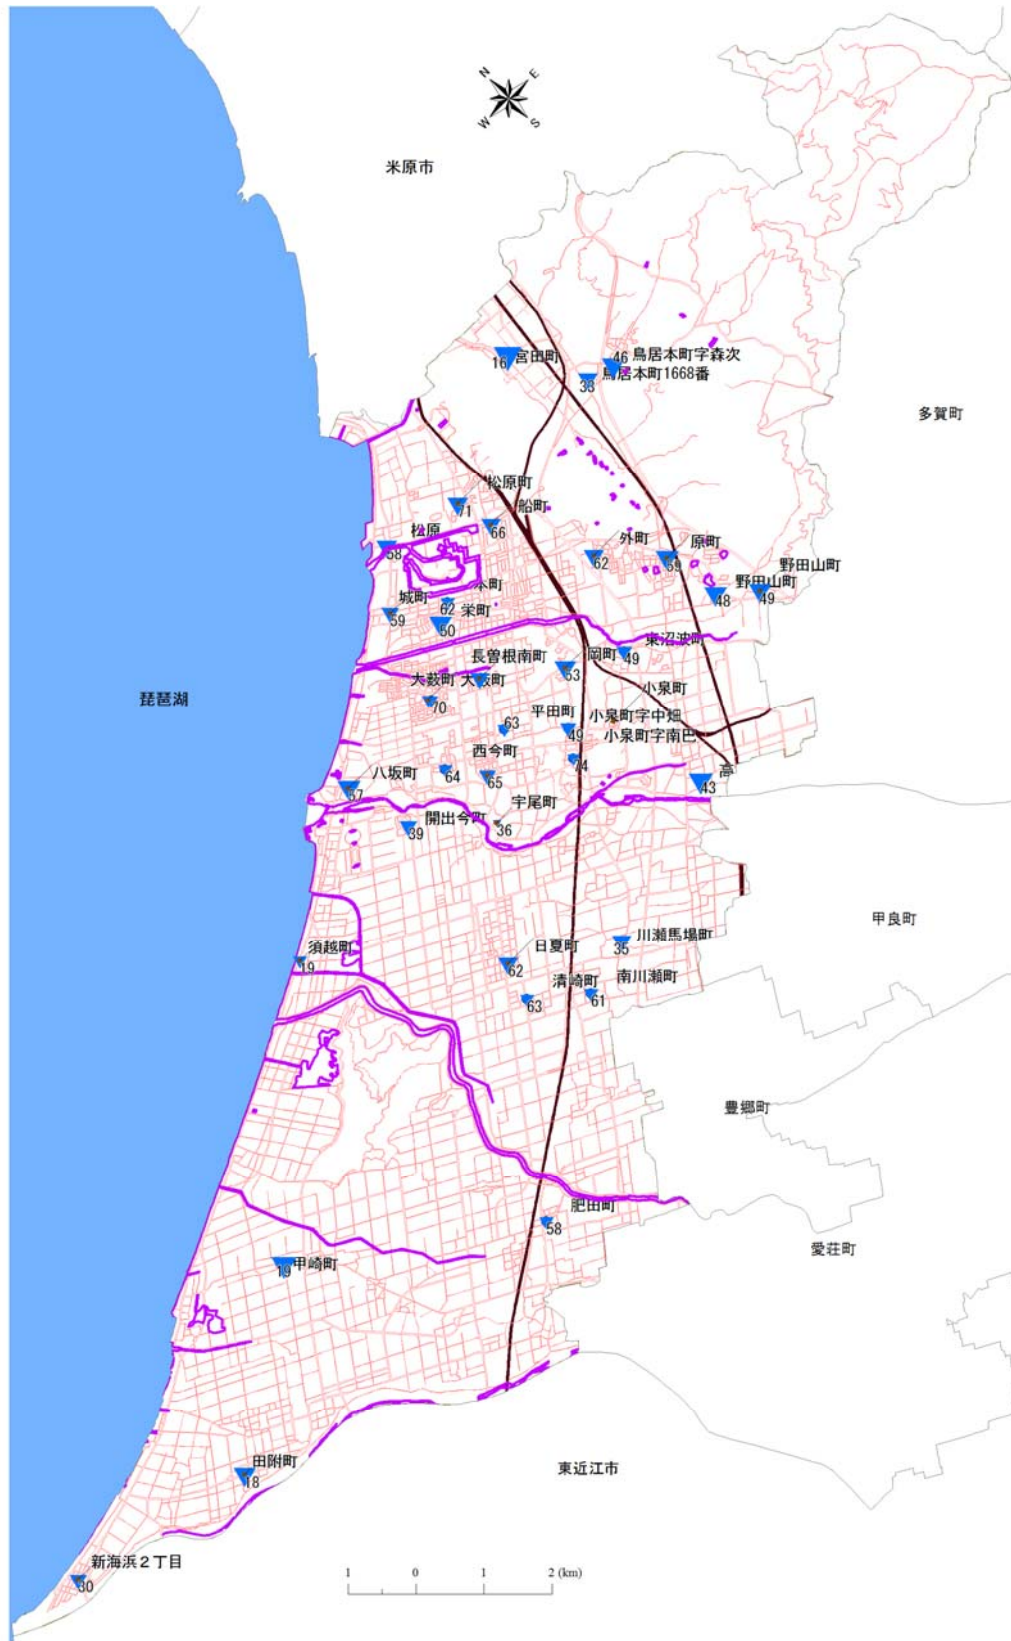 N
E
W
S
米原市
46 鳥居本町字森次
16 宮田町
33 鳥居本町1668番
多賀町
松原町
71
船町
66
松原
58
外町
62
原町
59
野田山町
野田山町
48
49
本町
62
城町
59
栄町
50
東沼波町
49
岡町
53
長曽根南町
大薮町
大薮町
70
小泉町
琵琶湖
平田町
49
小泉町字中畑
小泉町字南巴
63
74
西今町
64
65
八坂町
57
高
43
宇尾町
36
開出今町
39
甲良町
川瀬馬場町
35
須越町
19
日夏町
62
清崎町
63
南川瀬町
61
豊郷町
肥田町
58
愛荘町
19 甲崎町
田附町
18
東近江市
新海浜２丁目
30
1 0 1 2 (km)